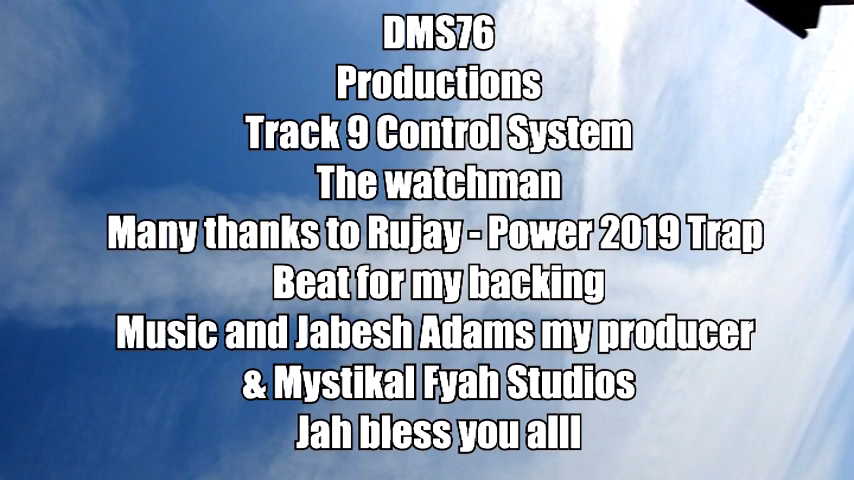 DMS76
Productions
Track 9 Control System
The watchman
Many thanks to Rujay - Power 2019 Trap
Beat for my backing
Music and Jabesh Adams my producer
& Mystikal Fyah Studios
Jah bless you alll